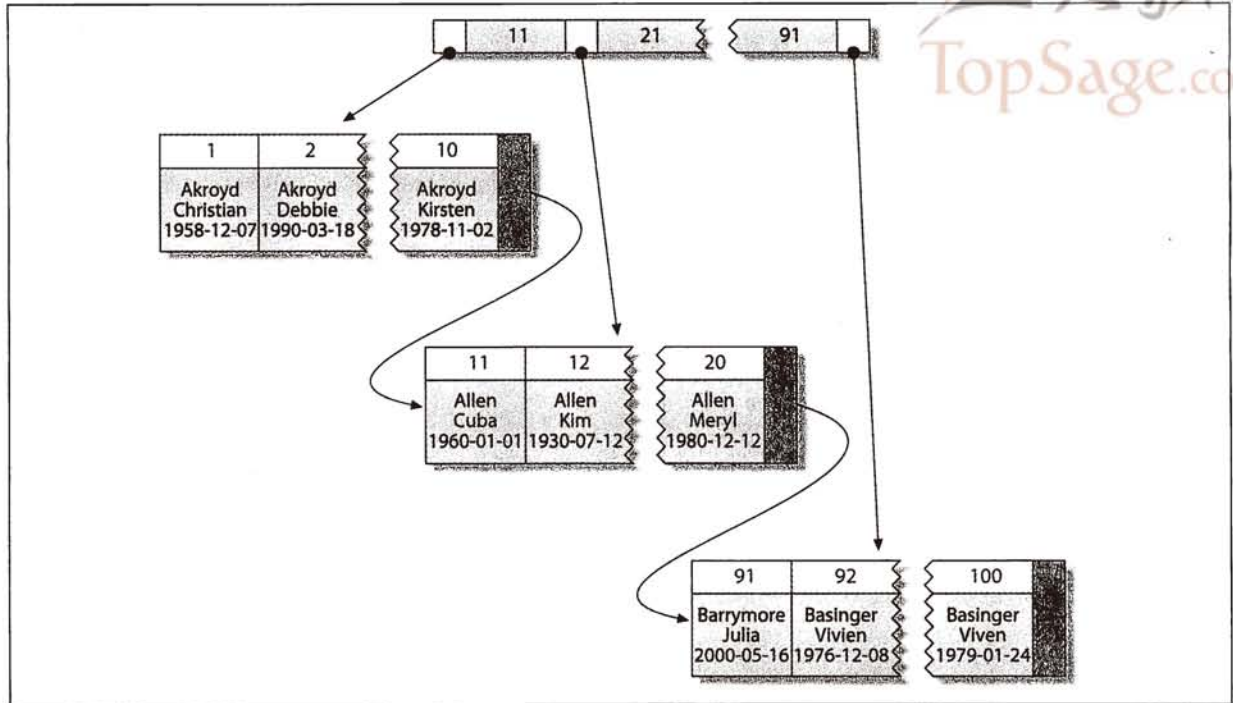 TopSage.co
11 21 91
1 2 10
Akroyd Akroyd Akroyd
Christian Debbie Kirsten
1958-12-07 1990-03-18 1978-11-02
11 12 20
Allen Allen Allen
Cuba Kim Meryl
1960-01-01 1930-07-12 1980-12-12
91 92 100
Barrymore Basinger Basinger
Julia Vivien Viven
2000-05-16 1976-12-08 1979-01-24